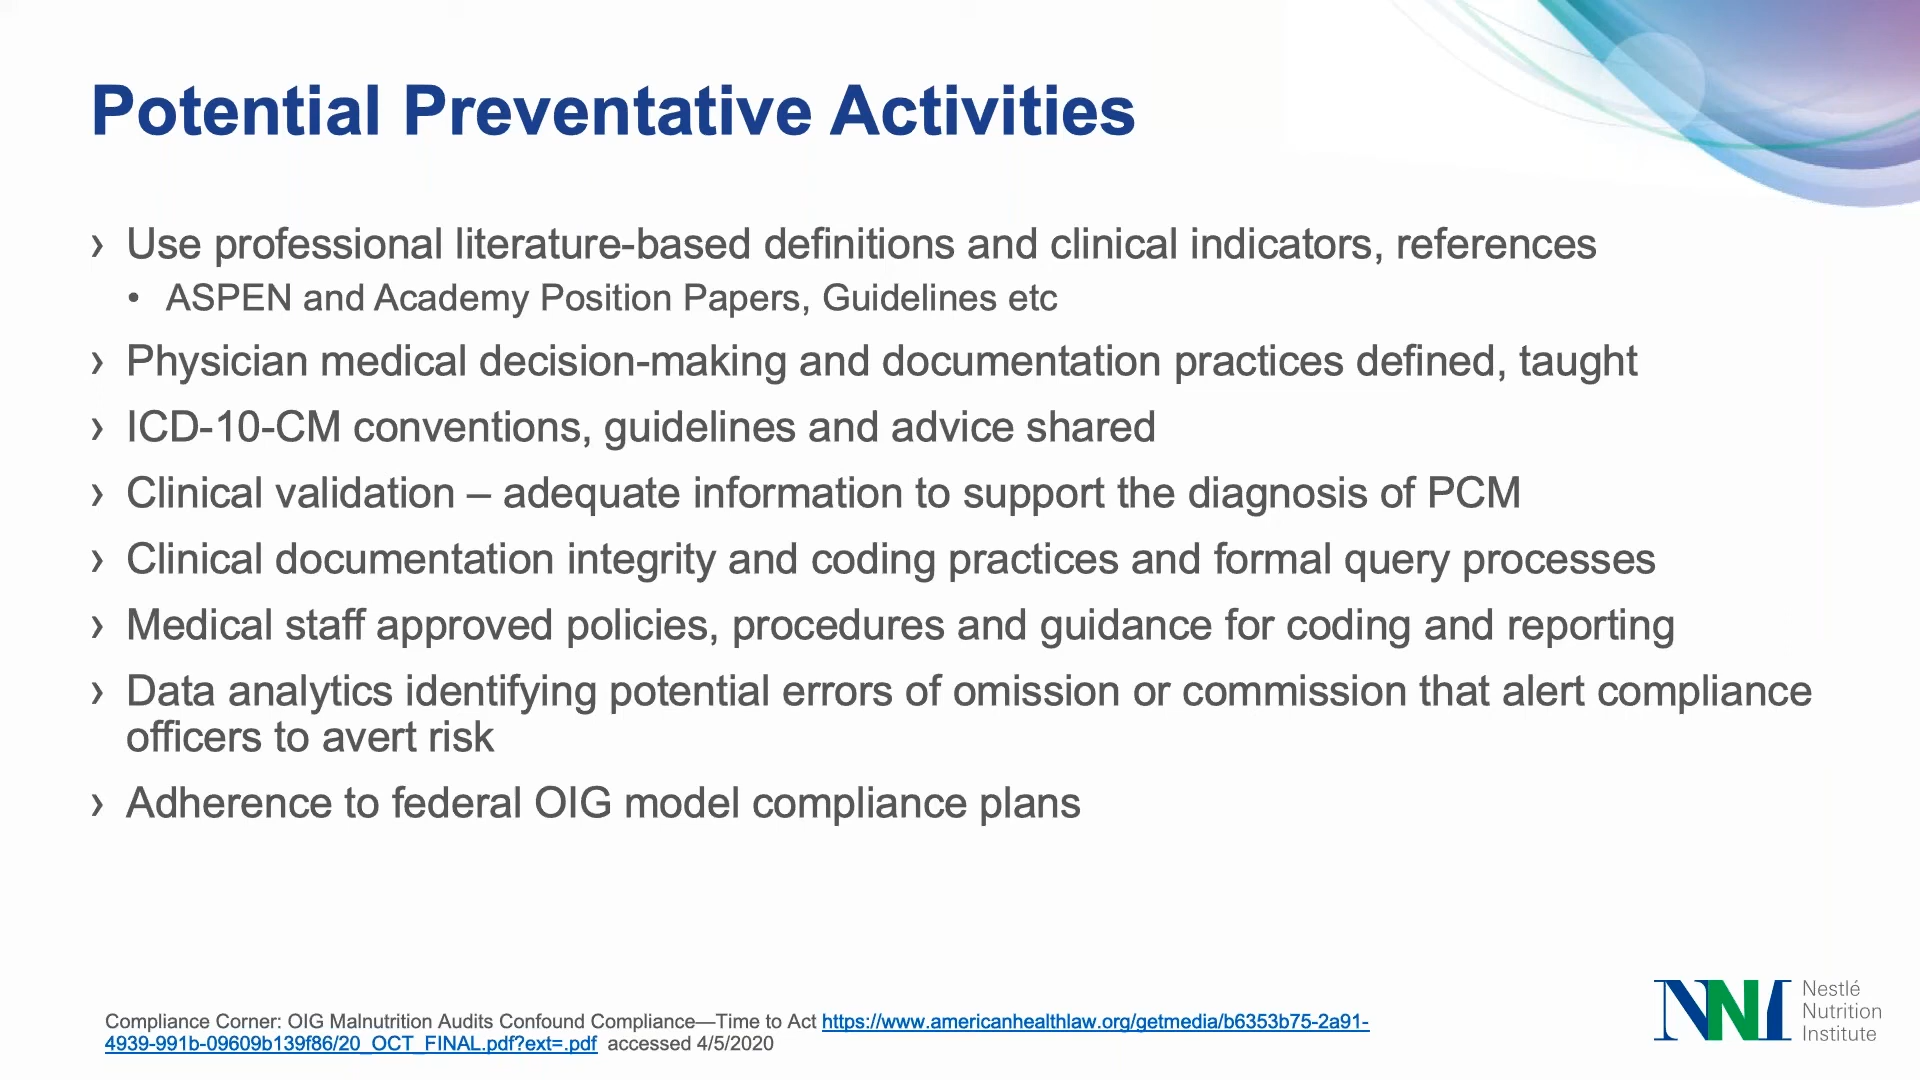 Potential Preventative Activities
› Use professional literature-based definitions and clinical indicators, references
• ASPEN and Academy Position Papers, Guidelines etc
› Physician medical decision-making and documentation practices defined, taught
› ICD-10-CM conventions, guidelines and advice shared
› Clinical validation – adequate information to support the diagnosis of PCM
› Clinical documentation integrity and coding practices and formal query processes
› Medical staff approved policies, procedures and guidance for coding and reporting
› Data analytics identifying potential errors of omission or commission that alert compliance
officers to avert risk
› Adherence to federal OIG model compliance plans
Compliance Corner: OIG Malnutrition Audits Confound Compliance—Time to Act https://www.americanhealthlaw.org/getmedia/b6353b75-2a91-
4939-991b-09609b139f86/20_OCT_FINAL.pdf?ext=.pdf accessed 4/5/2020
NNI
Nestlé
Nutrition
Institute